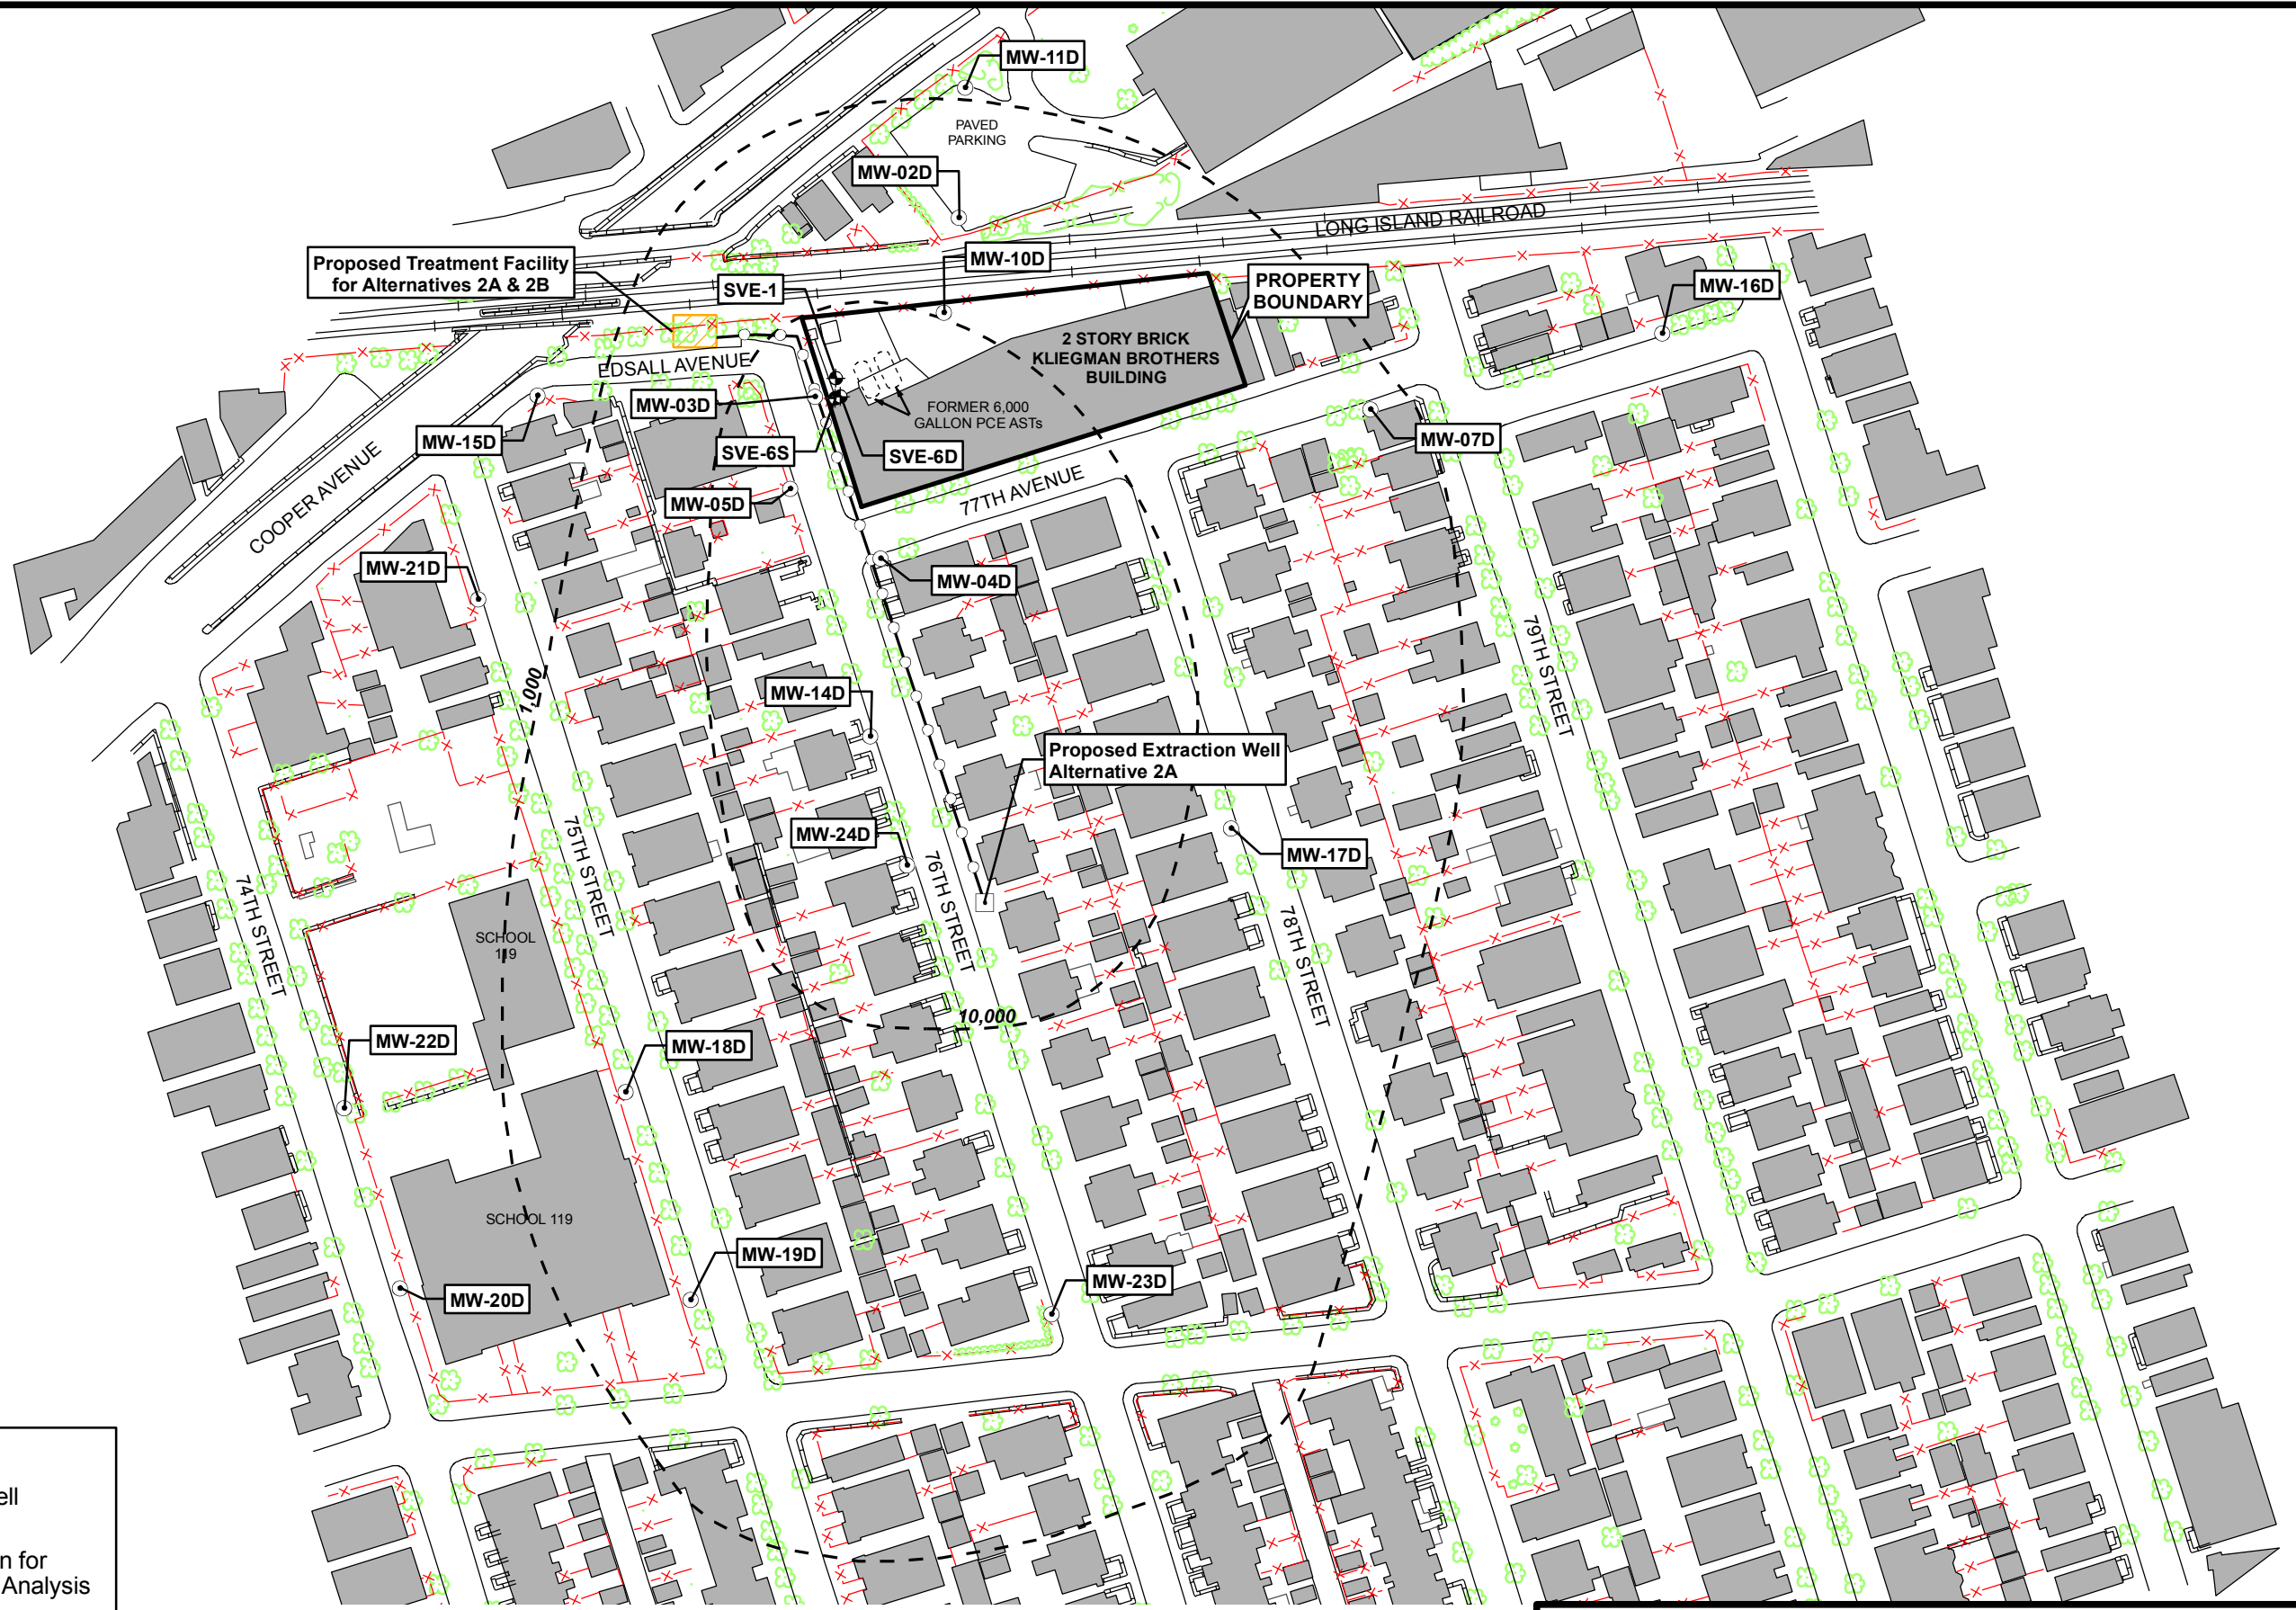 MW-11D
PAVED
PARKING
MW-02D
LONG ISLAND RAILROAD
Proposed Treatment Facility
for Alternatives 2A & 2B
MW-10D
SVE-1
PROPERTY
BOUNDARY
MW-16D
2 STORY BRICK
KLIEGMAN BROTHERS
BUILDING
EDSALL AVENUE
MW-03D
FORMER 6,000
GALLON PCE ASTs
MW-15D
MW-07D
SVE-6S
SVE-6D
COOPER AVENUE
MW-05D
77TH AVENUE
MW-21D
MW-04D
79TH STREET
1,000
MW-14D
Proposed Extraction Well
Alternative 2A
MW-24D
MW-17D
75TH STREET
76TH STREET
74TH STREET
78TH STREET
SCHOOL
119
10,000
MW-22D
MW-18D
SCHOOL 119
MW-19D
MW-23D
MW-20D
ell
n for
Analysis